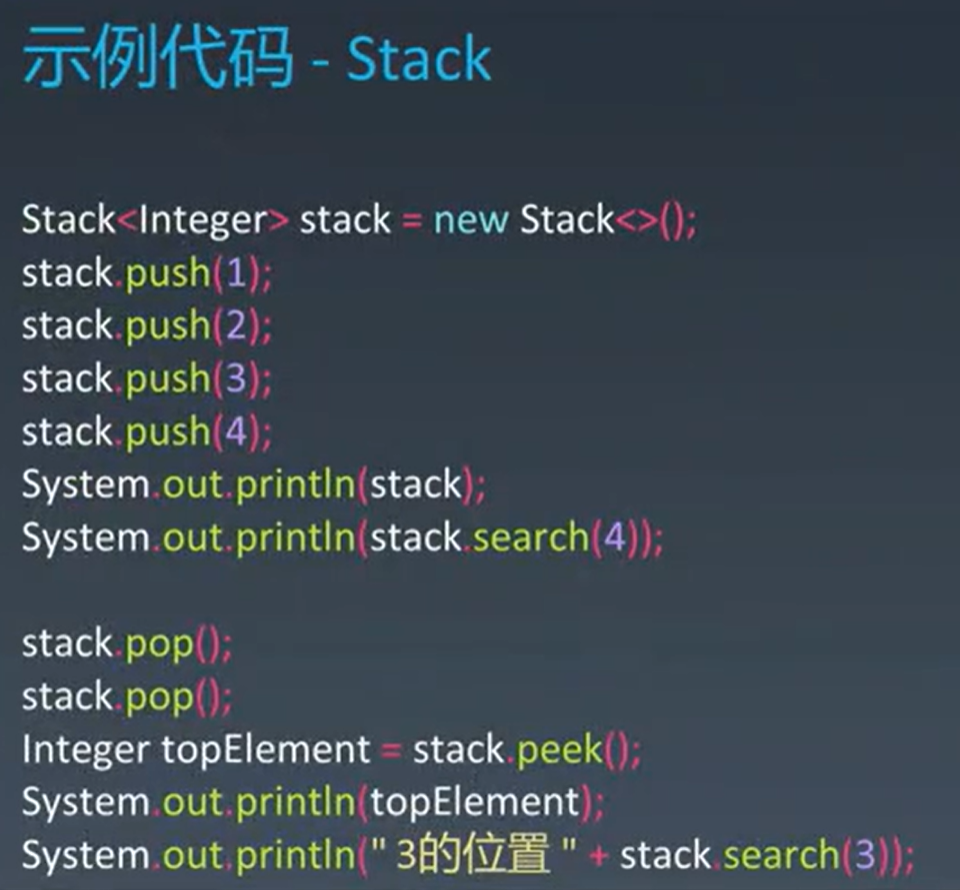 示例代码 - Stack
Stack<Integer> stack = new Stack<>();
stack.push(1);
stack.push(2);
stack.push(3);
stack.push(4);
System.out.println(stack);
System.out.println(stack.search(4));
stack.pop();
stack.pop();
Integer topElement = stack.peek();
System.out.println(topElement);
System.out.println(" 3的位置 " + stack.search(3));